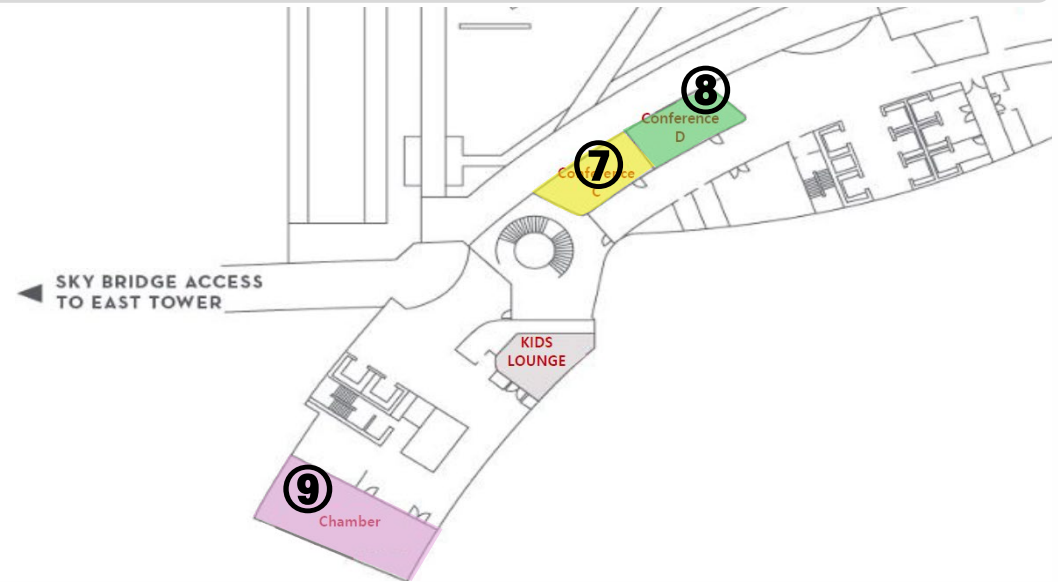 ⑧
Conference
D
⑦
Conference
C
SKY BRIDGE ACCESS
TO EAST TOWER
KIDS
LOUNGE
⑨
Chamber